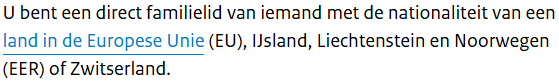 U bent een direct familielid van iemand met de nationaliteit van een
land in de Europese Unie (EU), IJsland, Liechtenstein en Noorwegen
(EER) of Zwitserland.